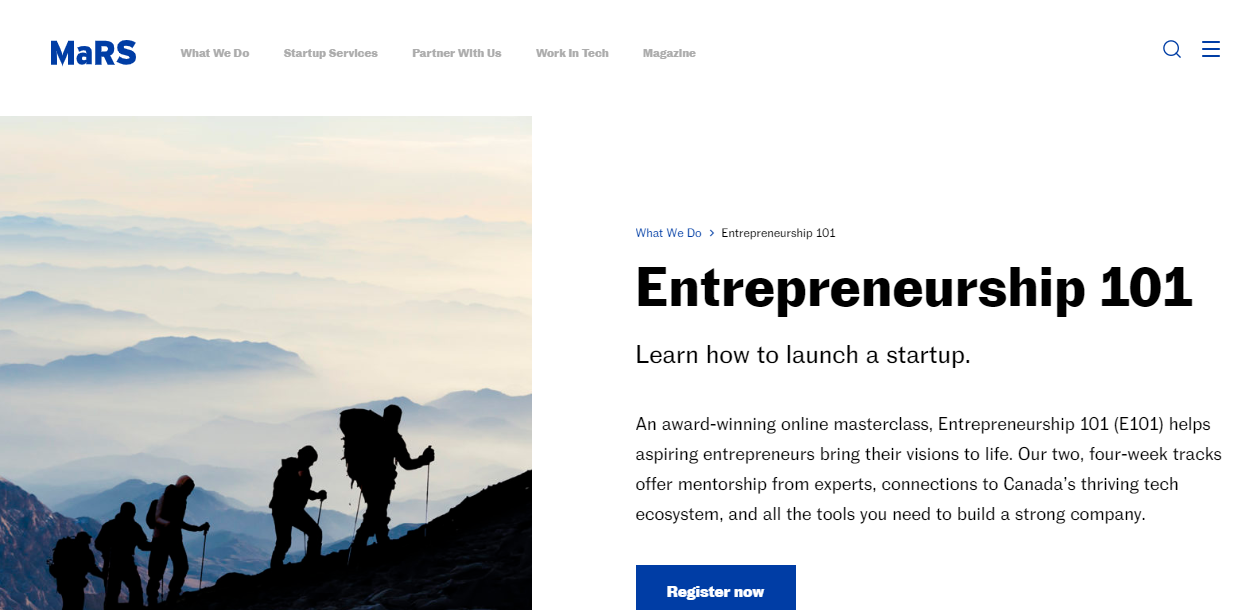 MaRS
What We Do
Startup Services
Partner With Us
Work In Tech
Magazine
What We Do > Entrepreneurship 101
Entrepreneurship 101
Learn how to launch a startup.
An award-winning online masterclass, Entrepreneurship 101 (E101) helps
aspiring entrepreneurs bring their visions to life. Our two, four-week tracks
offer mentorship from experts, connections to Canada’s thriving tech
ecosystem, and all the tools you need to build a strong company.
Register now